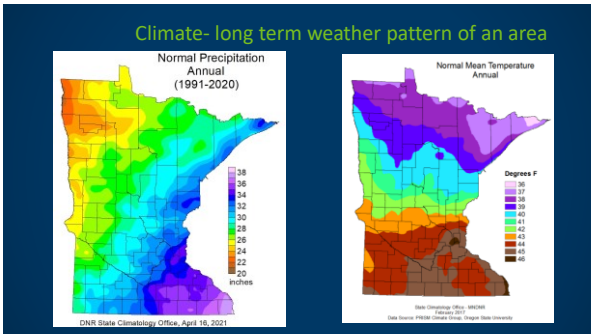 Climate- long term weather pattern of an area
Normal Precipitation
Annual
(1991-2020)
38
36
34
32
30
28
26
24
22
20
inches
DNR State Climatology Office, April 16, 2021
Normal Mean Temperature
Annual
Degrees F
36
37
38
39
40
41
42
43
44
45
46
State Climatology Office - MNDNR
February 2017
Data Source: PRISM Climate Group, Oregon State University